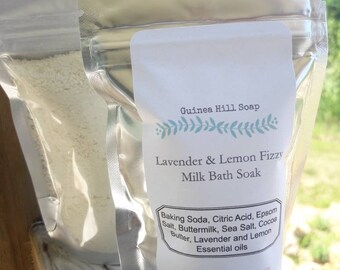 Guinea Hill Soap
Lavender & Lemon Fizzy
Milk Bath Soak
Baking Soda, Citric Acid, Epsom
Salt, Buttermilk, Sea Salt, Cocoa
Butter, Lavender and Lemon
Essential oils